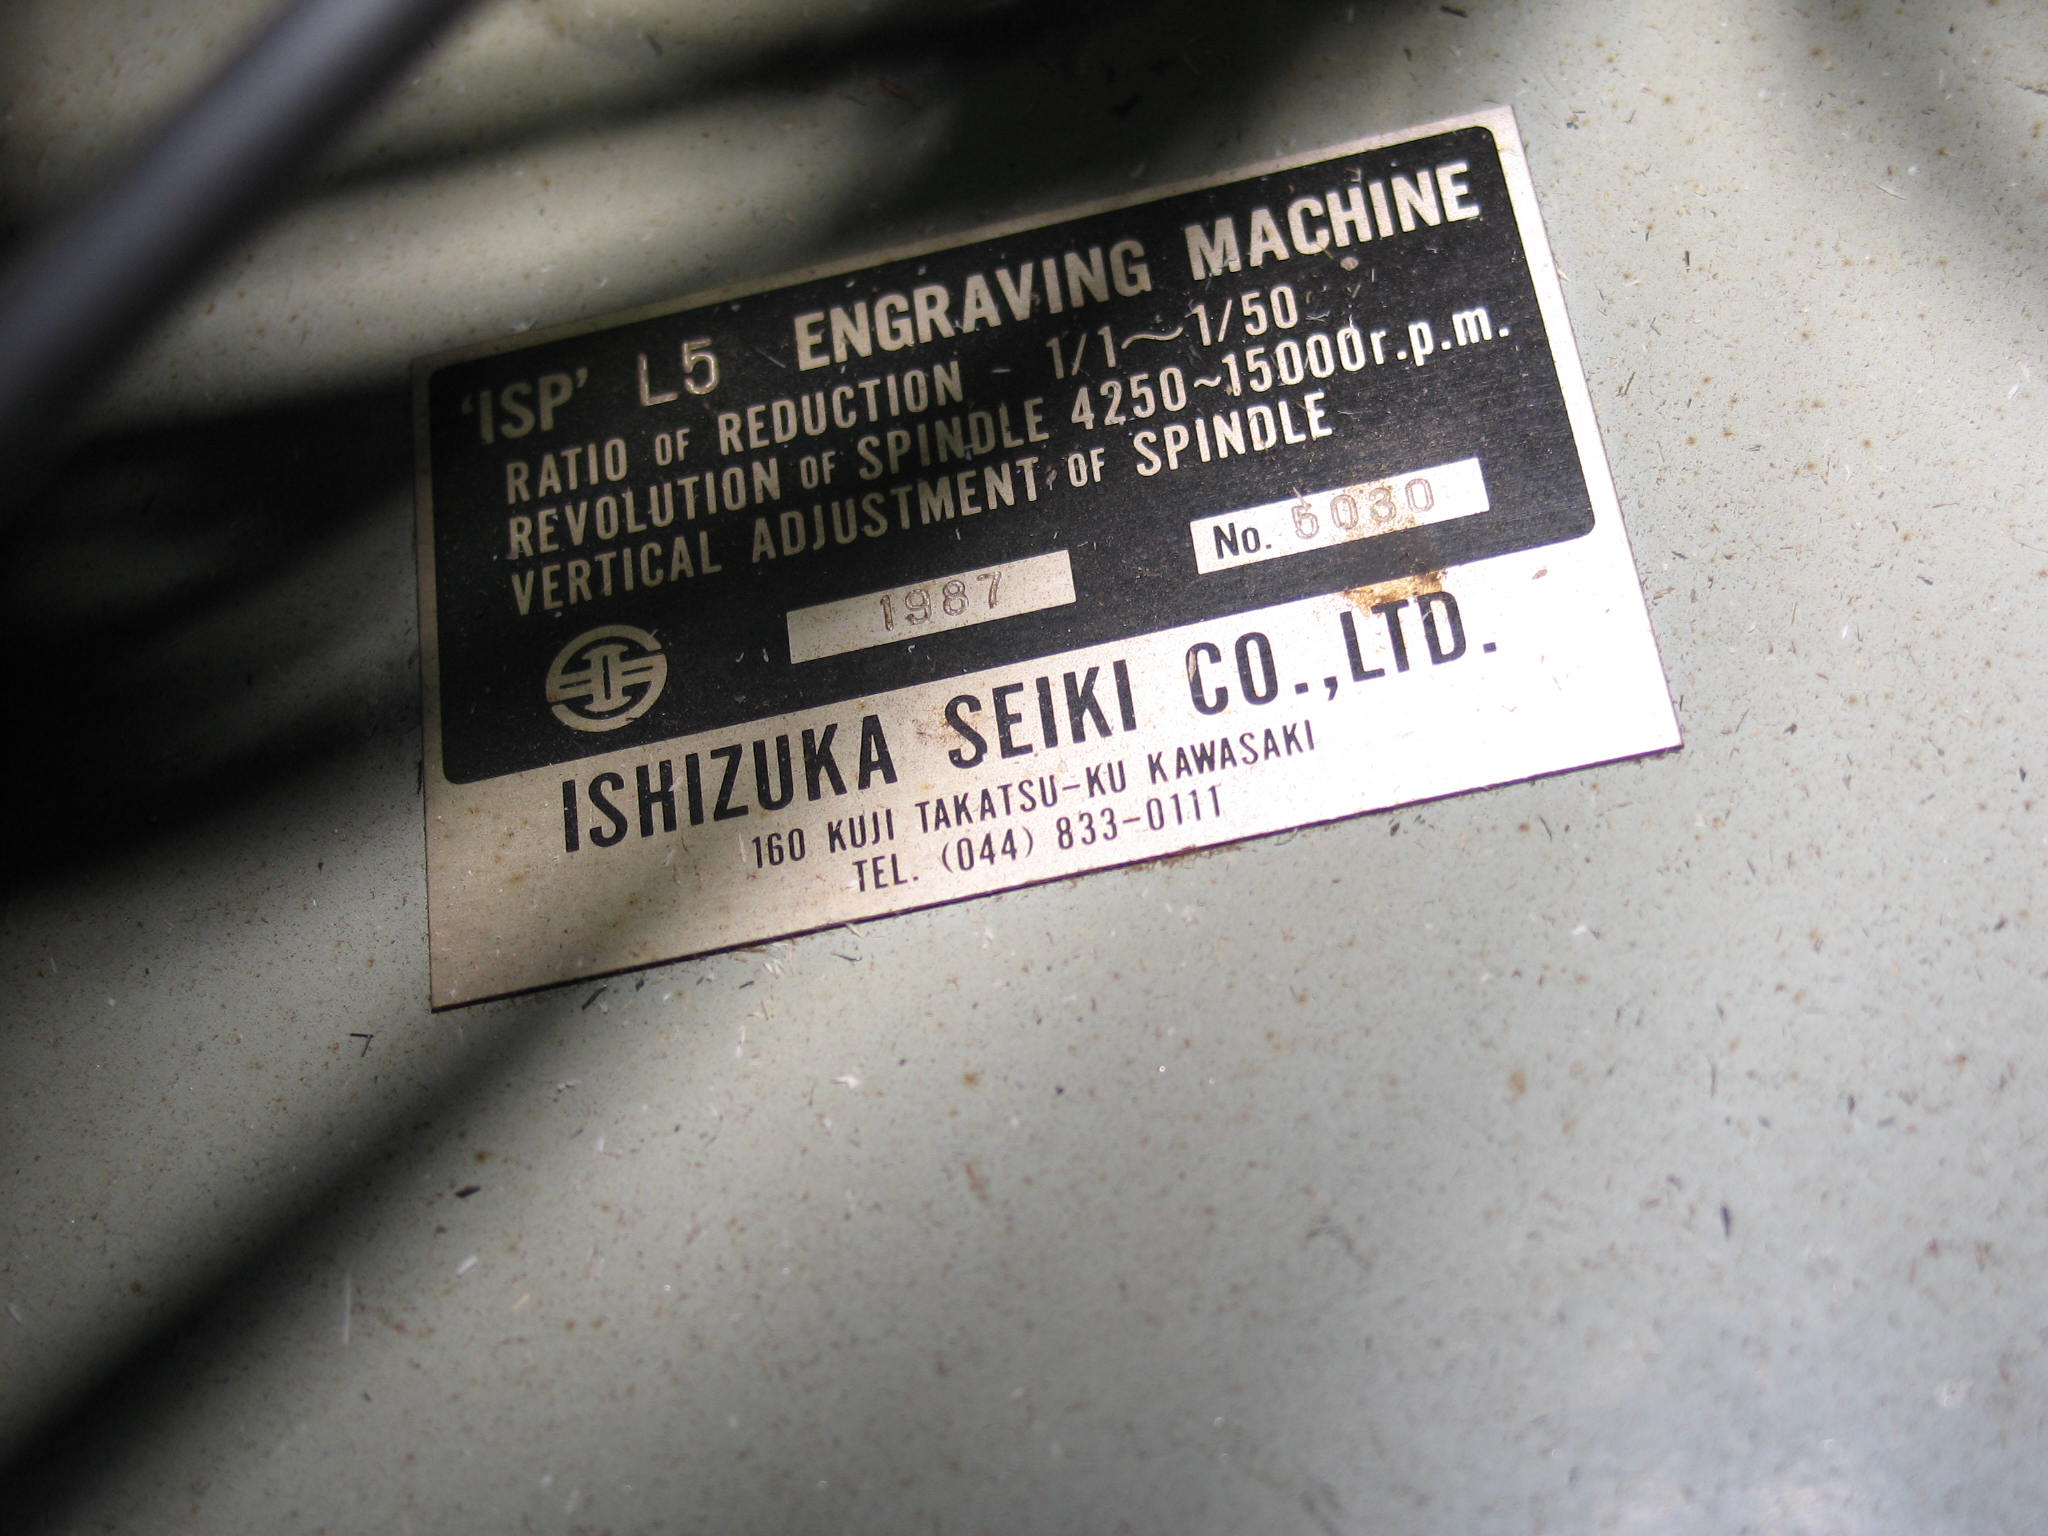 'ISP' L5 ENGRAVING MACHINE
RATIO OF REDUCTION 1/1～1/50
REVOLUTION OF SPINDLE 4250～15000r.p.m.
VERTICAL ADJUSTMENT OF SPINDLE
1987 No. 5030
ISHIZUKA SEIKI CO.,LTD.
160 KUJI TAKATSU-KU KAWASAKI
TEL. (044) 833-0111